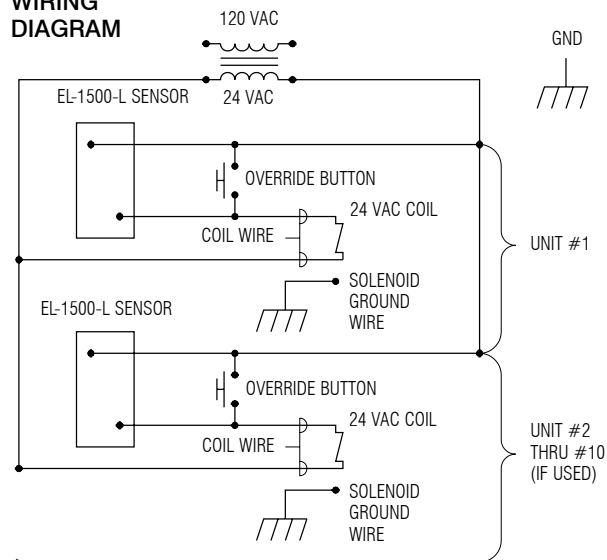 WIRING
DIAGRAM
120 VAC
24 VAC
GND
EL-1500-L SENSOR
OVERRIDE BUTTON
24 VAC COIL
COIL WIRE
UNIT #1
SOLENOID
GROUND
WIRE
EL-1500-L SENSOR
OVERRIDE BUTTON
24 VAC COIL
COIL WIRE
UNIT #2
THRU #10
(IF USED)
SOLENOID
GROUND
WIRE